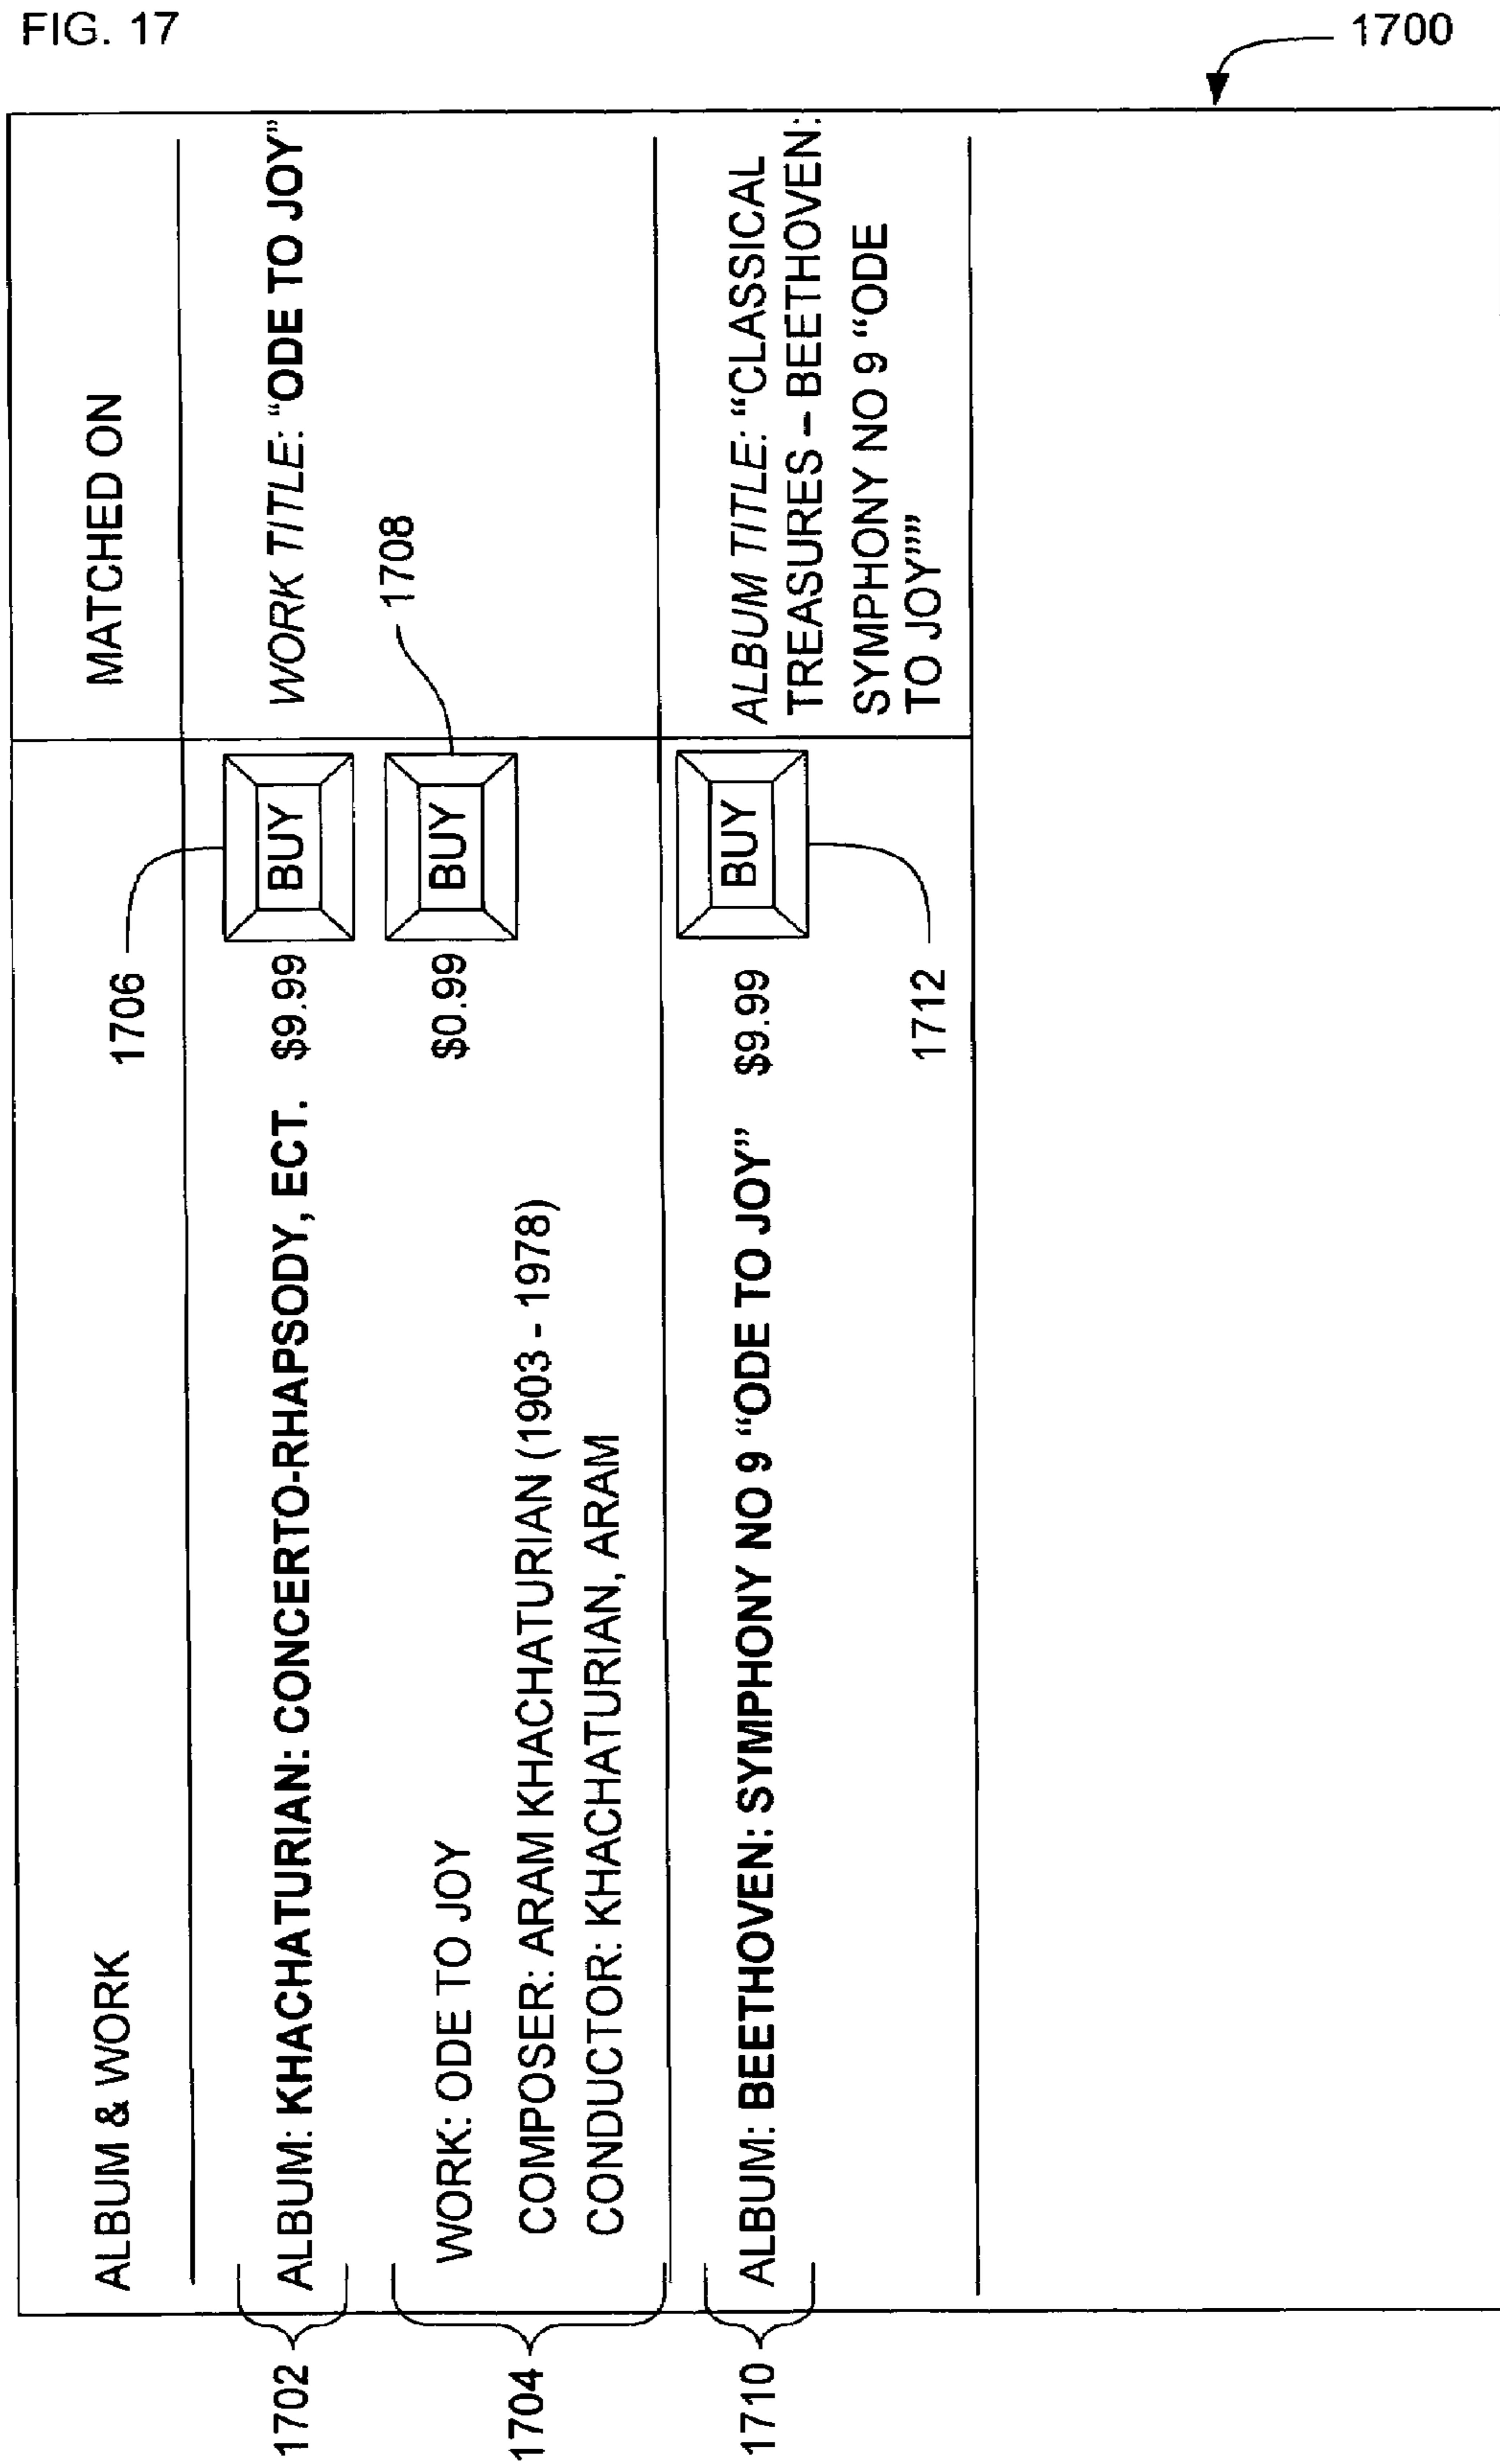 FIG. 17
1700
ALBUM & WORK
MATCHED ON
1706
1702
ALBUM: KHACHATURIAN: CONCERTO-RHAPSODY, ECT. $9.99 BUY
WORK TITLE: “ODE TO JOY”
1704
WORK: ODE TO JOY
$0.99 BUY
1708
COMPOSER: ARAM KHACHATURIAN (1903 - 1978)
CONDUCTOR: KHACHATURIAN, ARAM
1710
ALBUM: BEETHOVEN: SYMPHONY NO 9 “ODE TO JOY” $9.99 BUY
1712
ALBUM TITLE: “CLASSICAL
TREASURES – BEETHOVEN:
SYMPHONY NO 9 “ODE
TO JOY””